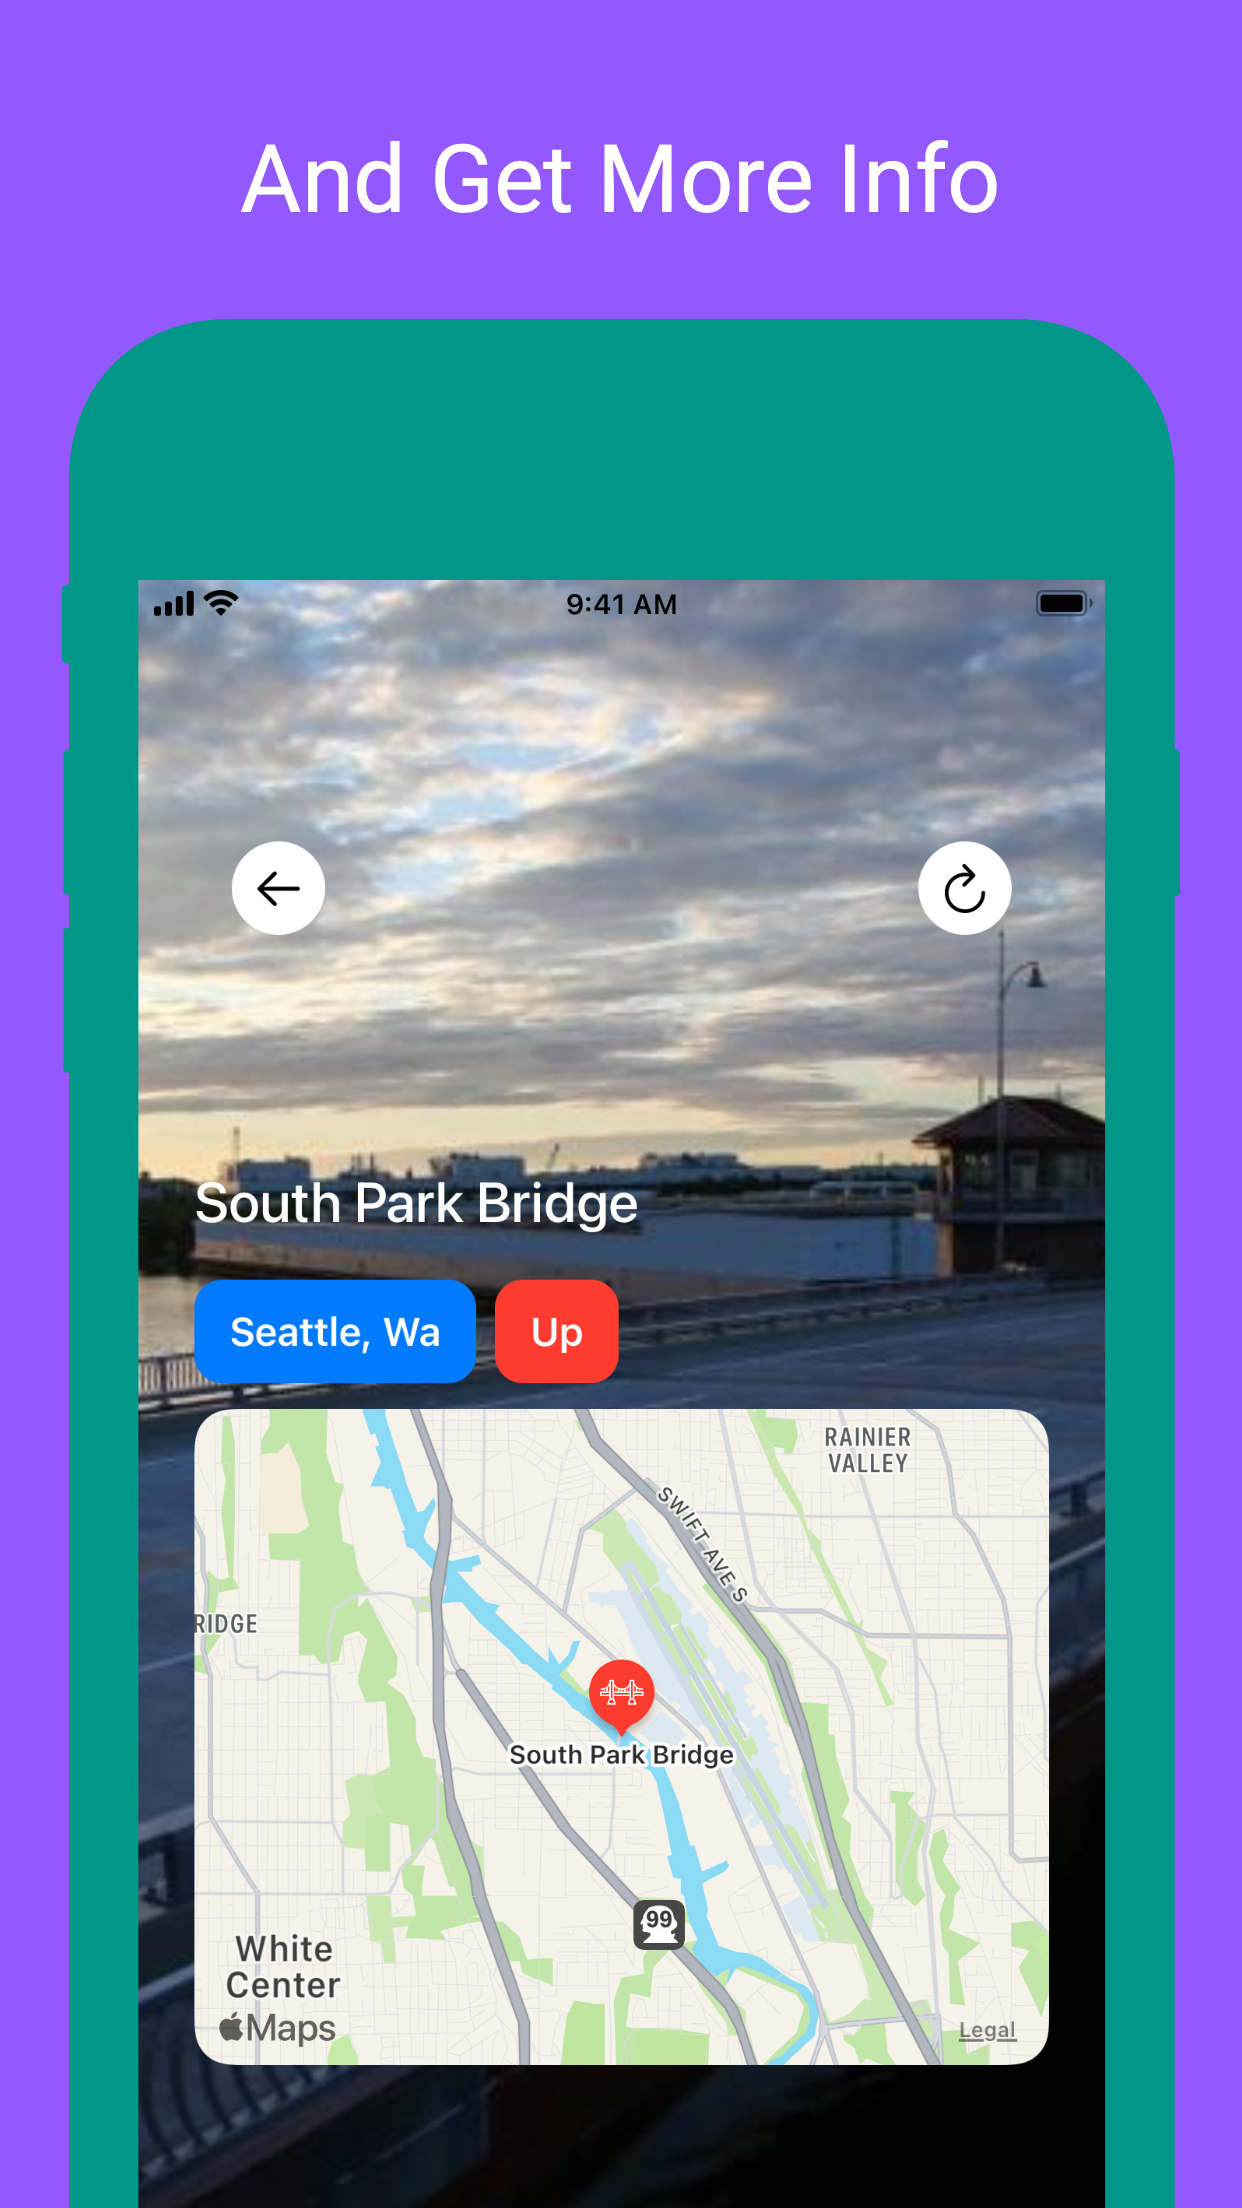 And Get More Info
9:41 AM
South Park Bridge
Seattle, Wa
Up
RAINIER
VALLEY
SWIFT AVE S
RIDGE
South Park Bridge
99
White
Center
Maps
Legal